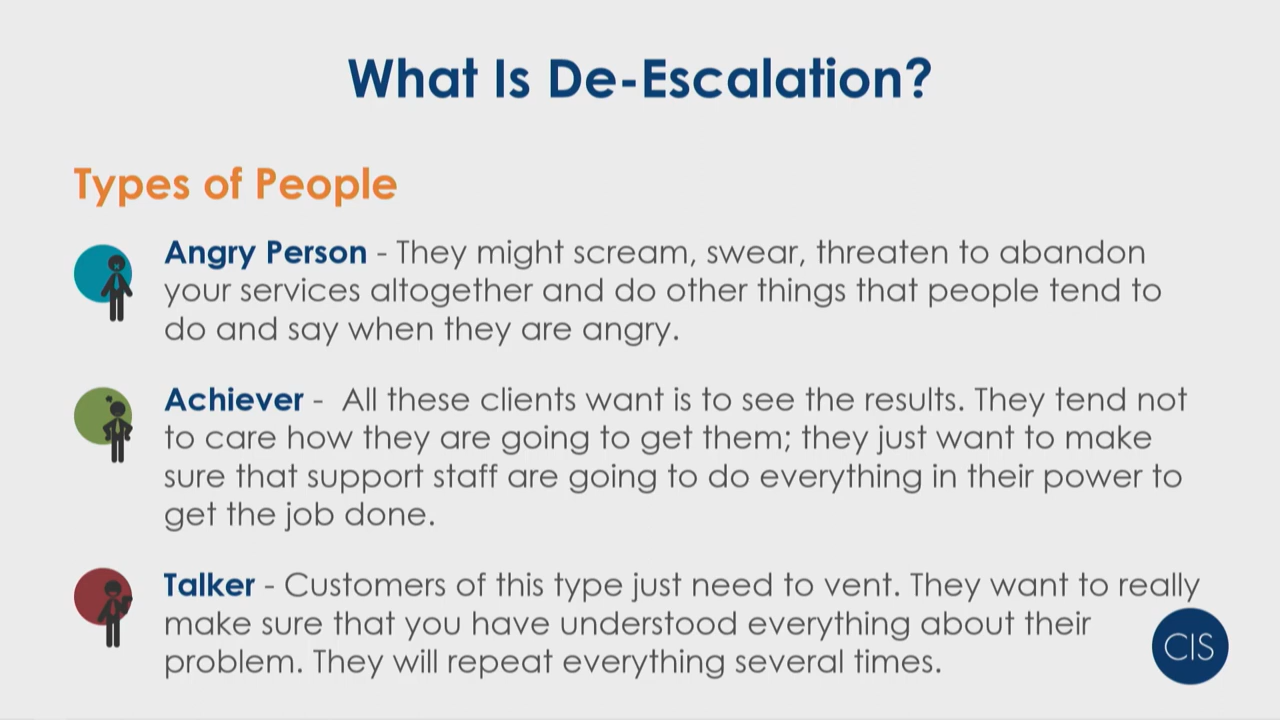 What Is De-Escalation?
Types of People
Angry Person - They might scream, swear, threaten to abandon
your services altogether and do other things that people tend to
do and say when they are angry.
Achiever - All these clients want is to see the results. They tend not
to care how they are going to get them; they just want to make
sure that support staff are going to do everything in their power to
get the job done.
Talker - Customers of this type just need to vent. They want to really
make sure that you have understood everything about their
problem. They will repeat everything several times.
CIS